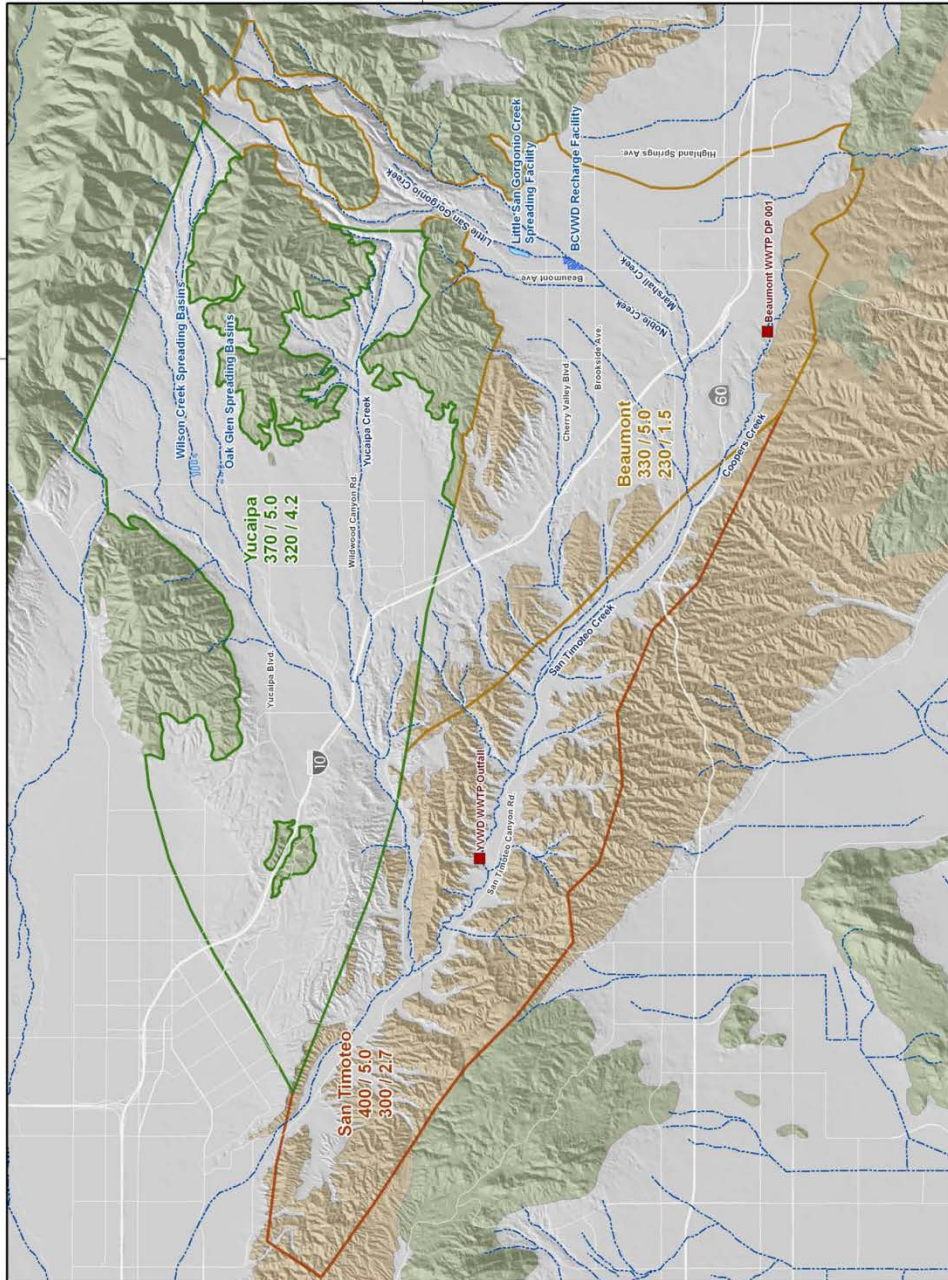 Wilson Creek Spreading Basins
Oak Glen Spreading Basins
Yucaipa
370 / 5.0
320 / 4.2
Yucaipa Blvd.
Wildwood Canyon Rd.
Yucaipa Creek
10
Little San Gorgonio Creek
Little San Gorgonio Creek
Spreading Facility
BCVWD Recharge Facility
Beaumont Ave.
Highland Springs Ave.
Cherry Valley Blvd.
Brookside Ave.
Noble Creek
Marshall Creek
Beaumont
330 / 5.0
230 / 1.5
60
Beaumont WWTP DP 001
Coopers Creek
San Timoteo Creek
YVWD WWTP Outfall
San Timoteo Canyon Rd.
San Timoteo
400 / 5.0
300 / 2.7